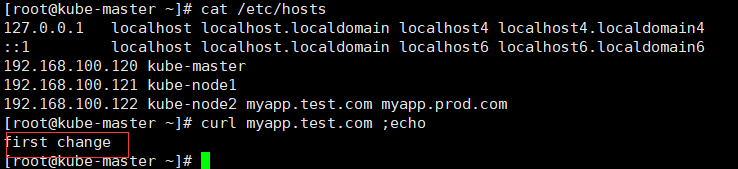 [root@kube-master ~]# cat /etc/hosts
127.0.0.1   localhost localhost.localdomain localhost4 localhost4.localdomain4
::1         localhost localhost.localdomain localhost6 localhost6.localdomain6
192.168.100.120 kube-master
192.168.100.121 kube-node1
192.168.100.122 kube-node2 myapp.test.com myapp.prod.com
[root@kube-master ~]# curl myapp.test.com ;echo
first change
[root@kube-master ~]#